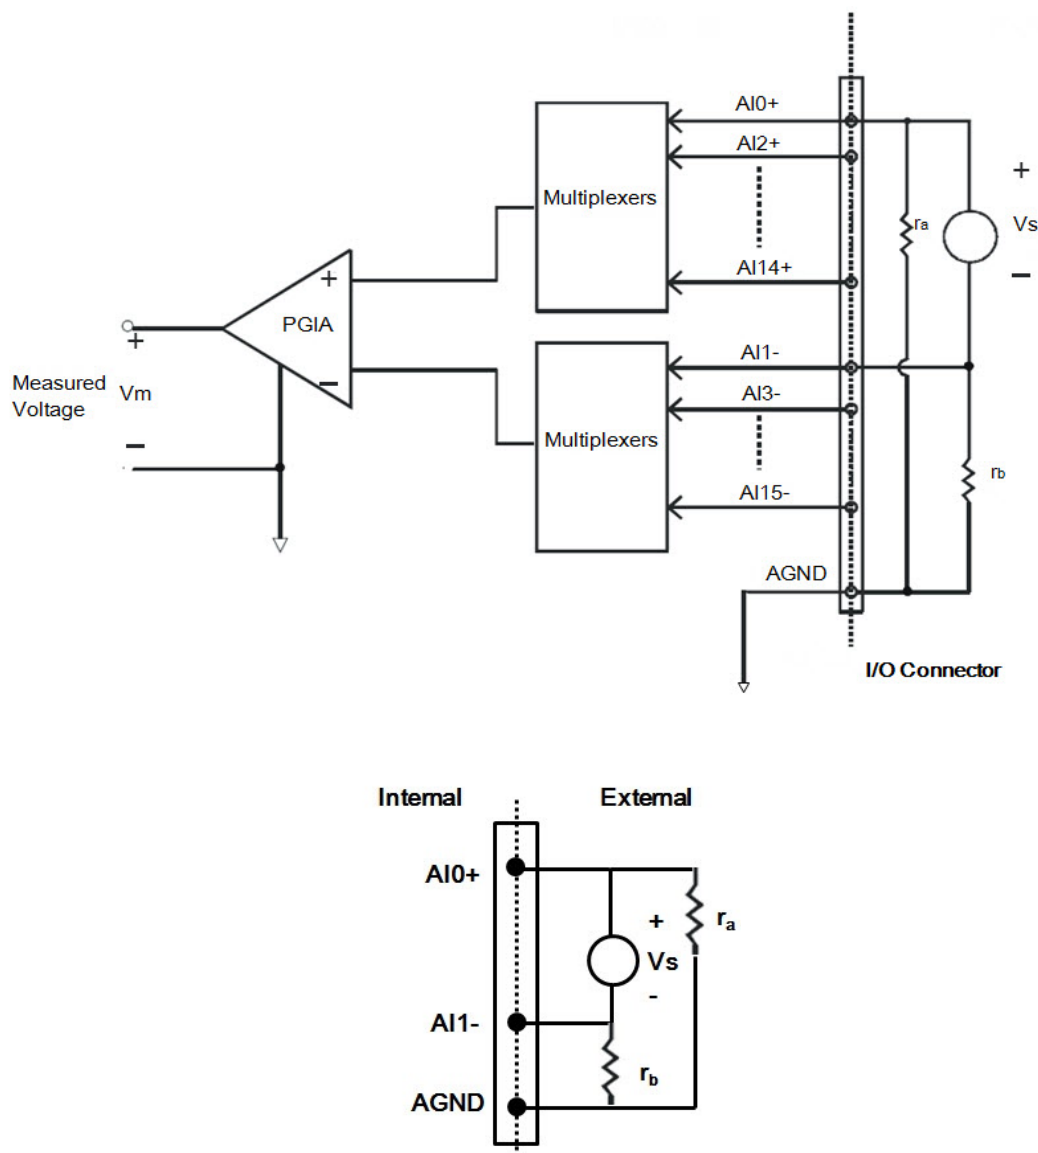 AI0+
AI2+
Multiplexers
ra
+
Vs
−
AI14+
+
PGIA
−
AI1-
AI3-
Multiplexers
AI15-
rb
+
Measured
Voltage
Vm
−
AGND
I/O Connector
Internal
External
AI0+
+
ra
Vs
-
AI1-
rb
AGND